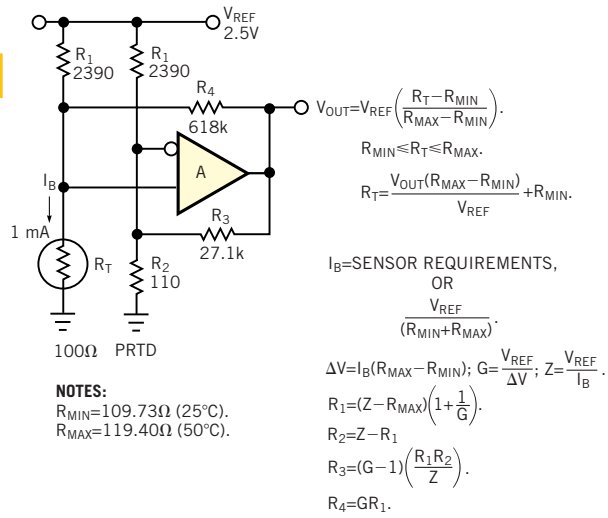 V_REF
2.5V
R_1
2390
R_1
2390
R_4
618k
V_OUT=V_REF(R_T–R_MIN / R_MAX–R_MIN).
R_MIN≤R_T≤R_MAX.
R_T=V_OUT(R_MAX–R_MIN) / V_REF +R_MIN.
A
I_B
1 mA
R_3
27.1k
R_T
R_2
110
100Ω PRTD
I_B=SENSOR REQUIREMENTS,
OR
V_REF / (R_MIN+R_MAX).
ΔV=I_B(R_MAX–R_MIN); G=V_REF / ΔV; Z=V_REF / I_B.
R_1=(Z–R_MAX)(1+1/G).
R_2=Z–R_1
R_3=(G–1)(R_1R_2 / Z).
R_4=GR_1.
NOTES:
R_MIN=109.73Ω (25°C).
R_MAX=119.40Ω (50°C).